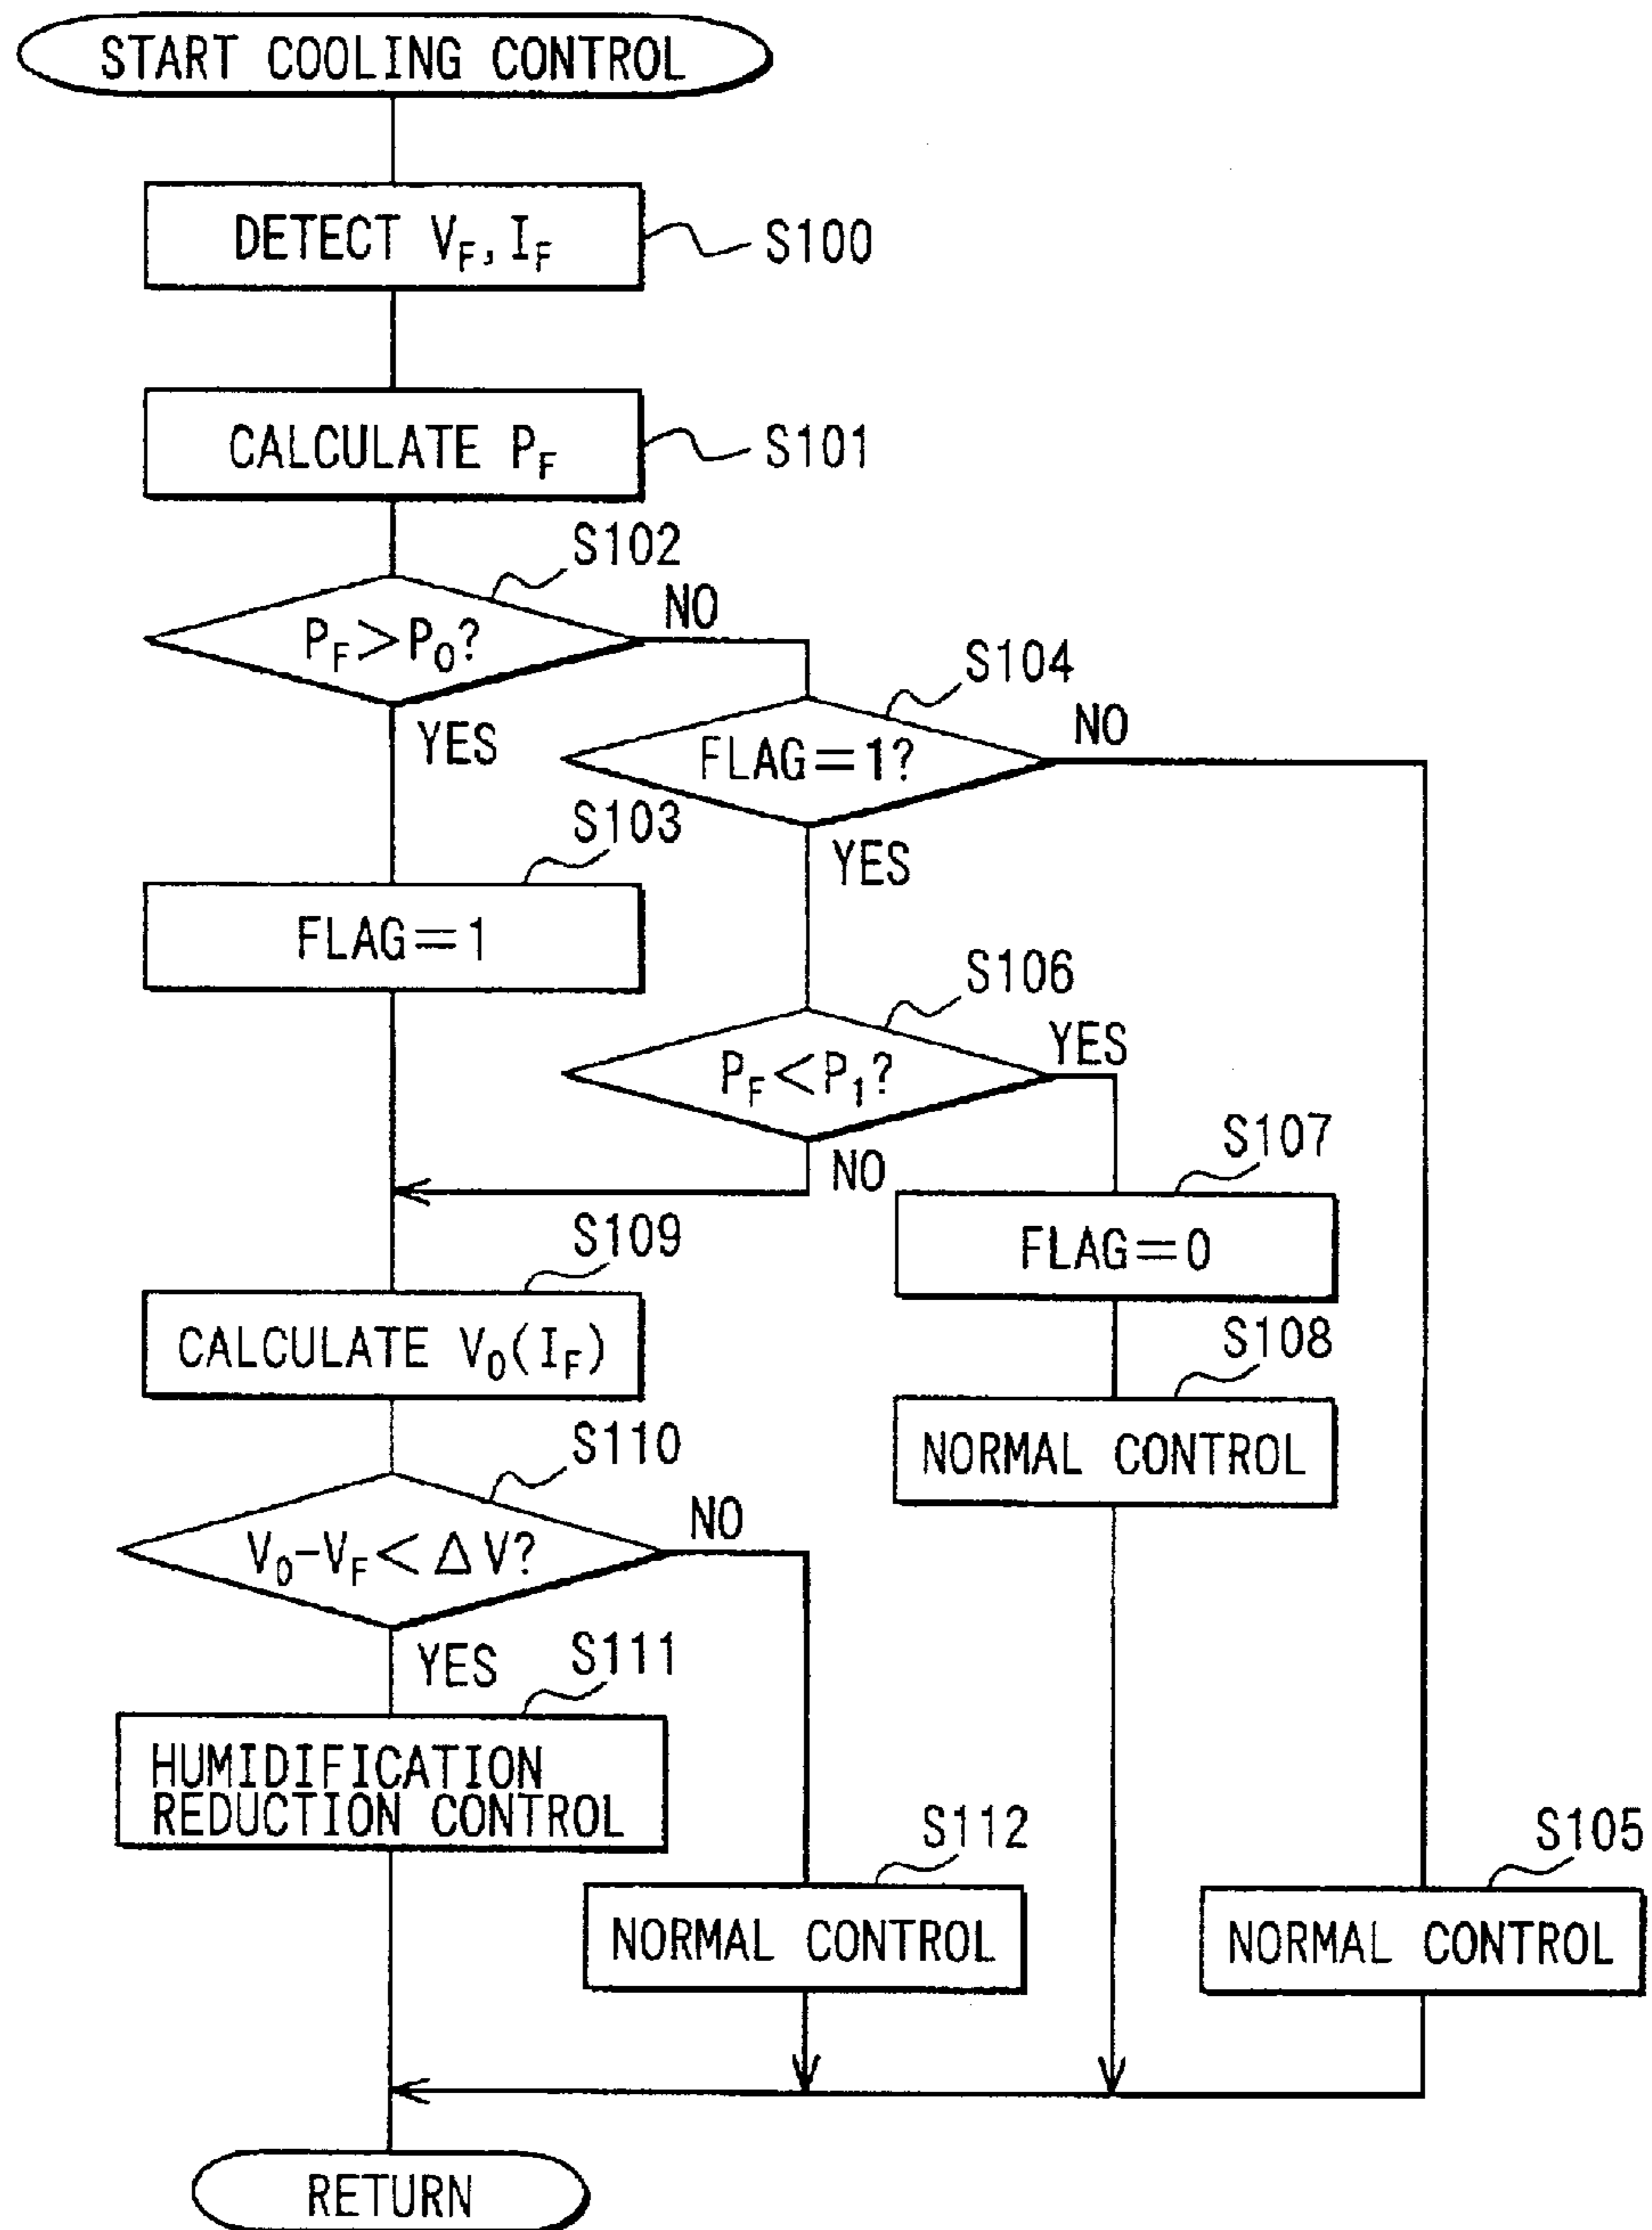 START COOLING CONTROL
DETECT V_F, I_F
S100
CALCULATE P_F
S101
S102
P_F>P_0?
NO
YES
S104
FLAG=1?
NO
YES
S103
FLAG=1
S106
P_F<P_1?
YES
NO
S107
FLAG=0
S109
CALCULATE V_0(I_F)
S108
NORMAL CONTROL
S110
V_0-V_F<ΔV?
NO
YES
S111
HUMIDIFICATION
REDUCTION CONTROL
S112
NORMAL CONTROL
S105
NORMAL CONTROL
RETURN